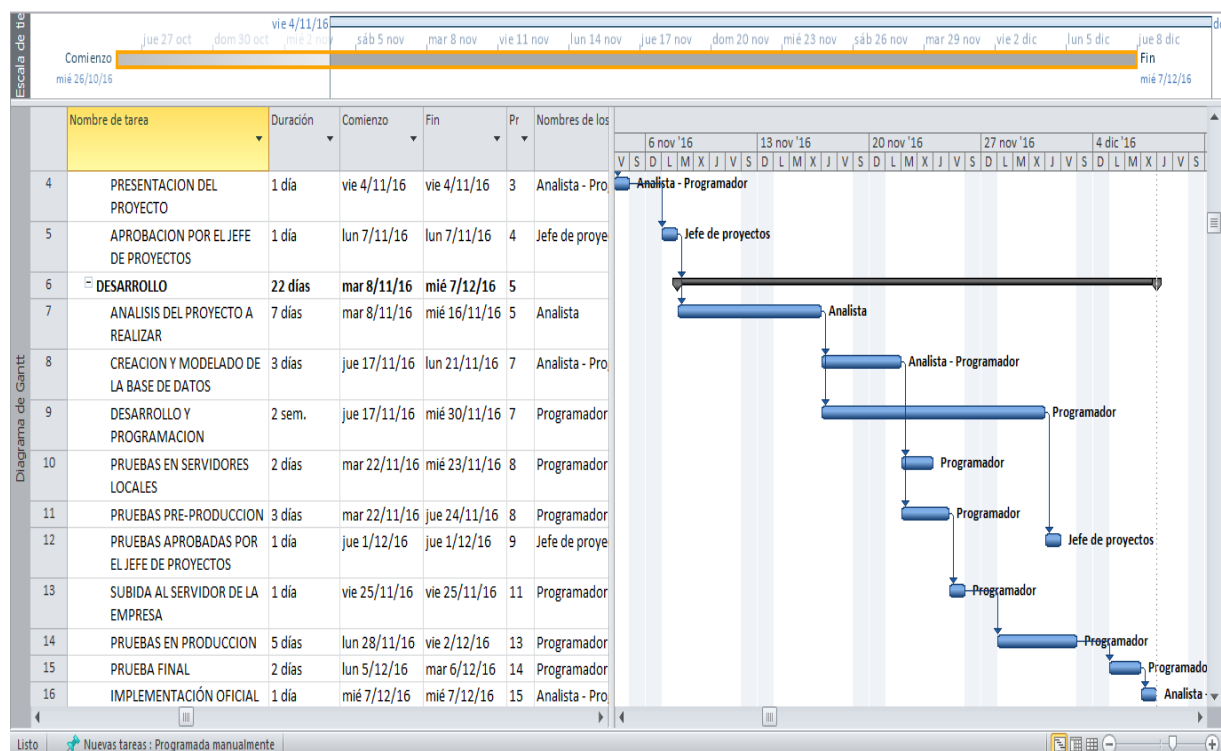 Escala de tie
vie 4/11/16
jue 27 oct dom 30 oct mié 2 nov sáb 5 nov mar 8 nov vie 11 nov lun 14 nov jue 17 nov dom 20 nov mié 23 nov sáb 26 nov mar 29 nov vie 2 dic lun 5 dic jue 8 dic
Comienzo
mié 26/10/16
Fin
mié 7/12/16
Diagrama de Gantt
Nombre de tarea Duración Comienzo Fin Pr Nombres de los
6 nov '16 13 nov '16 20 nov '16 27 nov '16 4 dic '16
V S D L M X J V S D L M X J V S D L M X J V S D L M X J V S D L M X J V S
4 PRESENTACION DEL 1 día vie 4/11/16 vie 4/11/16 3 Analista - Pro Analista - Programador
PROYECTO
5 APROBACION POR EL JEFE 1 día lun 7/11/16 lun 7/11/16 4 Jefe de proye Jefe de proyectos
DE PROYECTOS
6 DESARROLLO 22 días mar 8/11/16 mié 7/12/16 5
7 ANALISIS DEL PROYECTO A 7 días mar 8/11/16 mié 16/11/16 5 Analista Analista
REALIZAR
8 CREACION Y MODELADO DE 3 días jue 17/11/16 lun 21/11/16 7 Analista - Pro Analista - Programador
LA BASE DE DATOS
9 DESARROLLO Y 2 sem. jue 17/11/16 mié 30/11/16 7 Programador Programador
PROGRAMACION
10 PRUEBAS EN SERVIDORES 2 días mar 22/11/16 mié 23/11/16 8 Programador Programador
LOCALES
11 PRUEBAS PRE-PRODUCCION 3 días mar 22/11/16 jue 24/11/16 8 Programador Programador
12 PRUEBAS APROBADAS POR 1 día jue 1/12/16 jue 1/12/16 9 Jefe de proye Jefe de proyectos
EL JEFE DE PROYECTOS
13 SUBIDA AL SERVIDOR DE LA 1 día vie 25/11/16 vie 25/11/16 11 Programador Programador
EMPRESA
14 PRUEBAS EN PRODUCCION 5 días lun 28/11/16 vie 2/12/16 13 Programador Programador
15 PRUEBA FINAL 2 días lun 5/12/16 mar 6/12/16 14 Programador Programado
16 IMPLEMENTACIÓN OFICIAL 1 día mié 7/12/16 mié 7/12/16 15 Analista - Pro Analista -
Listo Nuevas tareas : Programada manualmente